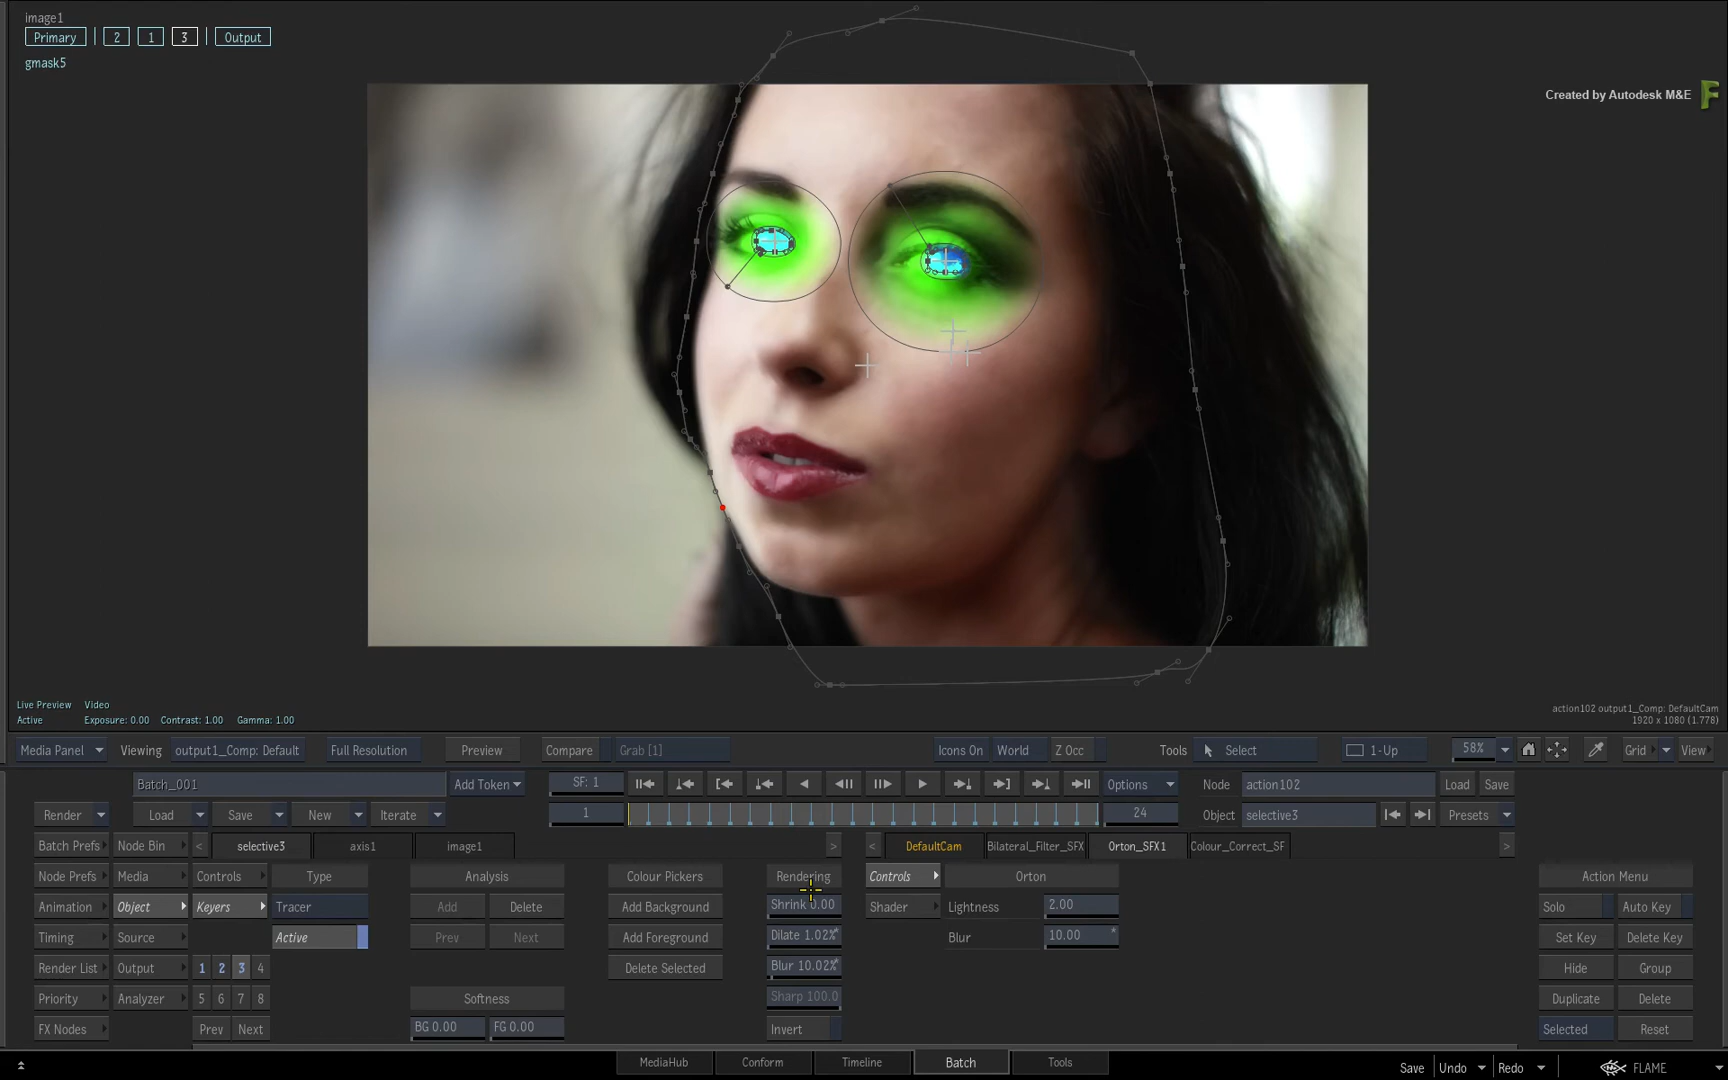 image1
Primary | 2 1 3 | Output
gmask5
Created by Autodesk M&E
Live Preview Video
Active Exposure: 0.00 Contrast: 1.00 Gamma: 1.00
action102 output1_Comp: DefaultCam
1920 x 1080 (1.778)
Media Panel Viewing output1_Comp: Default Full Resolution Preview Compare Grab [1] Icons On World Z Occ Tools Select 1-Up 58% Grid View
Batch_001 Add Token SF: 1 Options Node action102 Load Save
Render Load Save New Iterate 1 24 Object selective3 Presets
Batch Prefs Node Bin < selective3 axis1 image1 > < DefaultCam Bilateral_Filter_SFX Orton_SFX1 Colour_Correct_SF >
Node Prefs Media Controls Type Analysis Colour Pickers Rendering Controls Orton Action Menu
Animation Object Keyers Tracer Add Delete Add Background Shrink 0.00 Shader Lightness 2.00 Solo Auto Key
Timing Source Active Prev Next Add Foreground Dilate 1.02% Blur 10.00 Set Key Delete Key
Render List Output 1 2 3 4 Delete Selected Blur 10.02% Hide Group
Priority Analyzer 5 6 7 8 Softness Sharp 100.0 Duplicate Delete
FX Nodes Prev Next BG 0.00 FG 0.00 Invert Selected Reset
MediaHub Conform Timeline Batch Tools Save Undo Redo FLAME